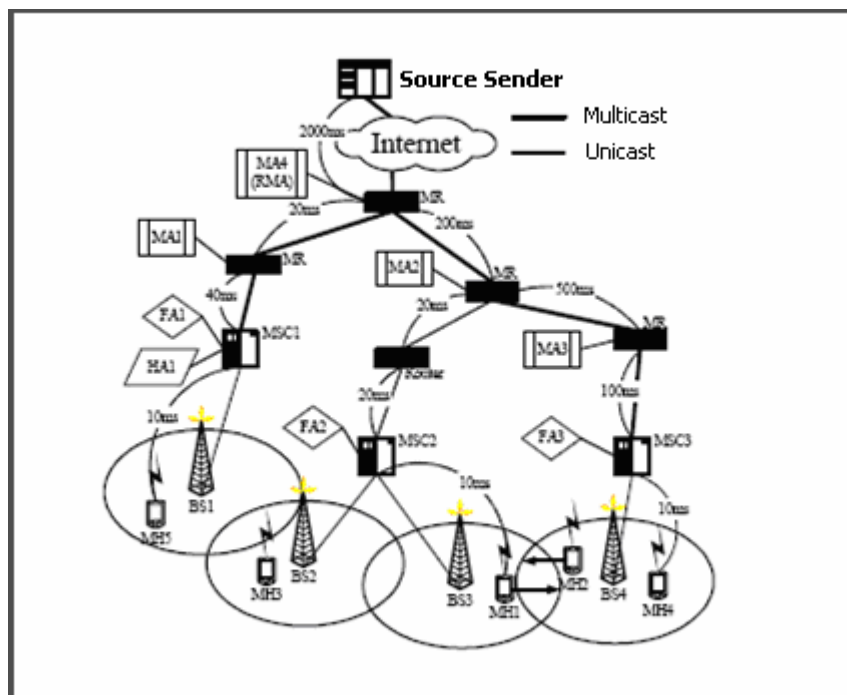 Source Sender
Multicast
Unicast
2000ms
Internet
MA4
(RMA)
MR
20ms
200ms
MA1
MR
MA2
MR
500ms
40ms
20ms
FA1
MSC1
MR
MA3
HA1
Router
100ms
20ms
10ms
FA2
MSC2
FA3
MSC3
10ms
10ms
BS1
MH5
BS2
MH3
BS3
MH1
MH2
BS4
MH4